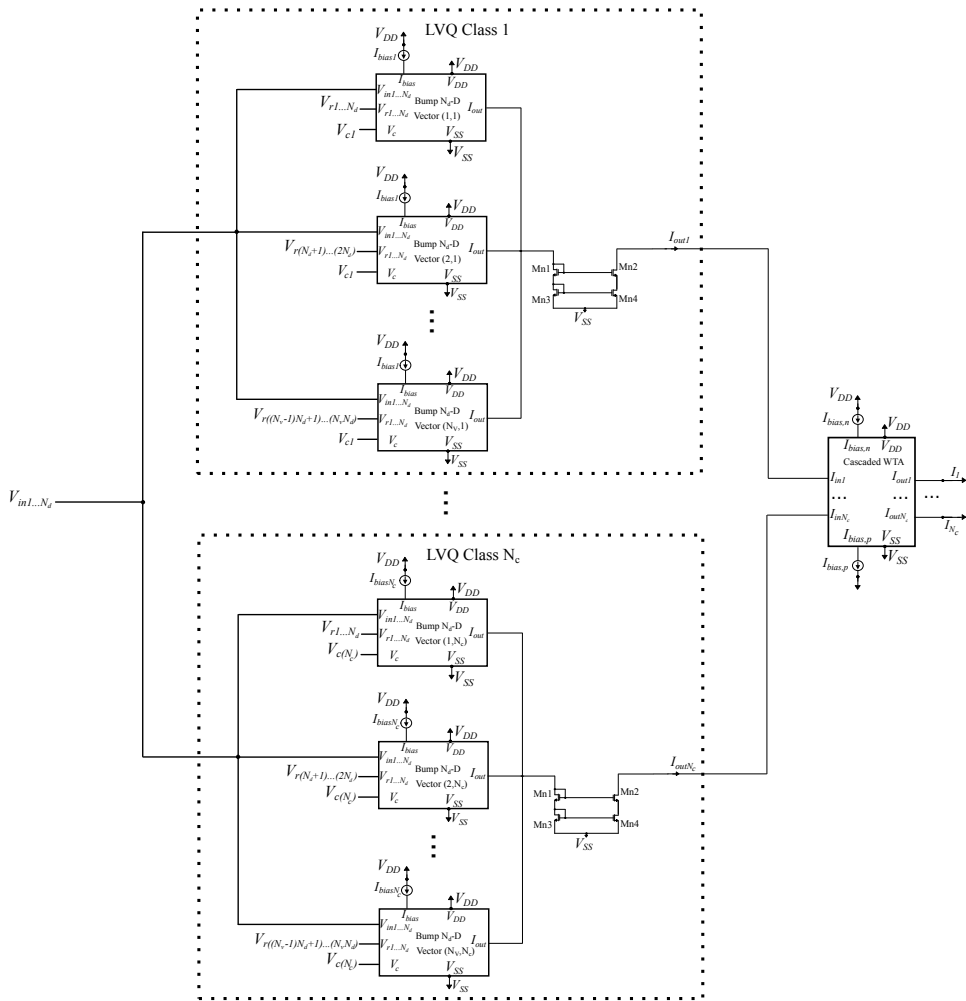 LVQ Class 1
V_DD
I_bias1
V_DD
I_bias
V_DD
V_in1...N_d
V_r1...N_d
V_r1...N_d
Bump N_d-D
Vector (1,1)
I_out
V_c1
V_c
V_SS
V_SS
V_DD
I_bias1
V_DD
I_bias
V_DD
V_in1...N_d
V_r(N_d+1)...(2N_d)
V_r1...N_d
Bump N_d-D
Vector (2,1)
I_out
V_c1
V_c
V_SS
V_SS
Mn1
Mn2
Mn3
Mn4
V_SS
I_out1
V_DD
I_bias1
V_DD
I_bias
V_DD
V_in1...N_d
V_r((N_v-1)N_d+1)...(N_vN_d)
V_r1...N_d
Bump N_d-D
Vector (N_V,1)
I_out
V_c1
V_c
V_SS
V_SS
V_in1...N_d
...
V_DD
I_bias,n
V_DD
I_bias,n
V_DD
Cascaded WTA
I_in1
I_out1
I_1
...
...
...
I_inN_c
I_outN_c
I_N_c
I_bias,p
V_SS
V_SS
I_bias,p
LVQ Class N_c
V_DD
I_biasN_c
V_DD
I_bias
V_DD
V_in1...N_d
V_r1...N_d
V_r1...N_d
Bump N_d-D
Vector (1,N_c)
I_out
V_c(N_c)
V_c
V_SS
V_SS
V_DD
I_biasN_c
V_DD
I_bias
V_DD
V_in1...N_d
V_r(N_d+1)...(2N_d)
V_r1...N_d
Bump N_d-D
Vector (2,N_c)
I_out
V_c(N_c)
V_c
V_SS
V_SS
Mn1
Mn2
Mn3
Mn4
V_SS
I_outN_c
V_DD
I_biasN_c
V_DD
I_bias
V_DD
V_in1...N_d
V_r((N_v-1)N_d+1)...(N_vN_d)
V_r1...N_d
Bump N_d-D
Vector (N_V,N_c)
I_out
V_c(N_c)
V_c
V_SS
V_SS